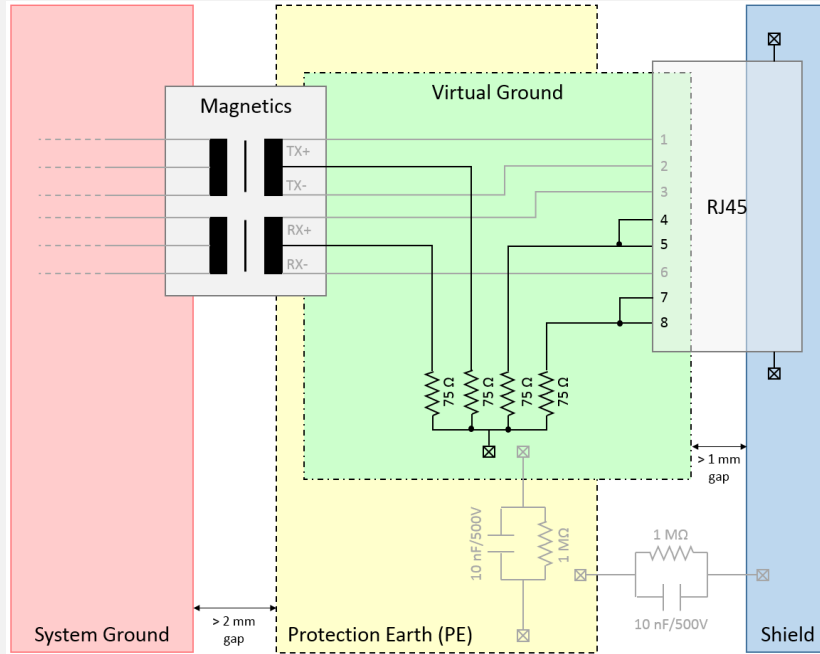 Magnetics
Virtual Ground
TX+
TX-
RX+
RX-
1
2
3
4
5
6
7
8
RJ45
75 Ω
75 Ω
75 Ω
75 Ω
> 1 mm
gap
10 nF/500V
1 MΩ
1 MΩ
10 nF/500V
> 2 mm
gap
System Ground
Protection Earth (PE)
Shield